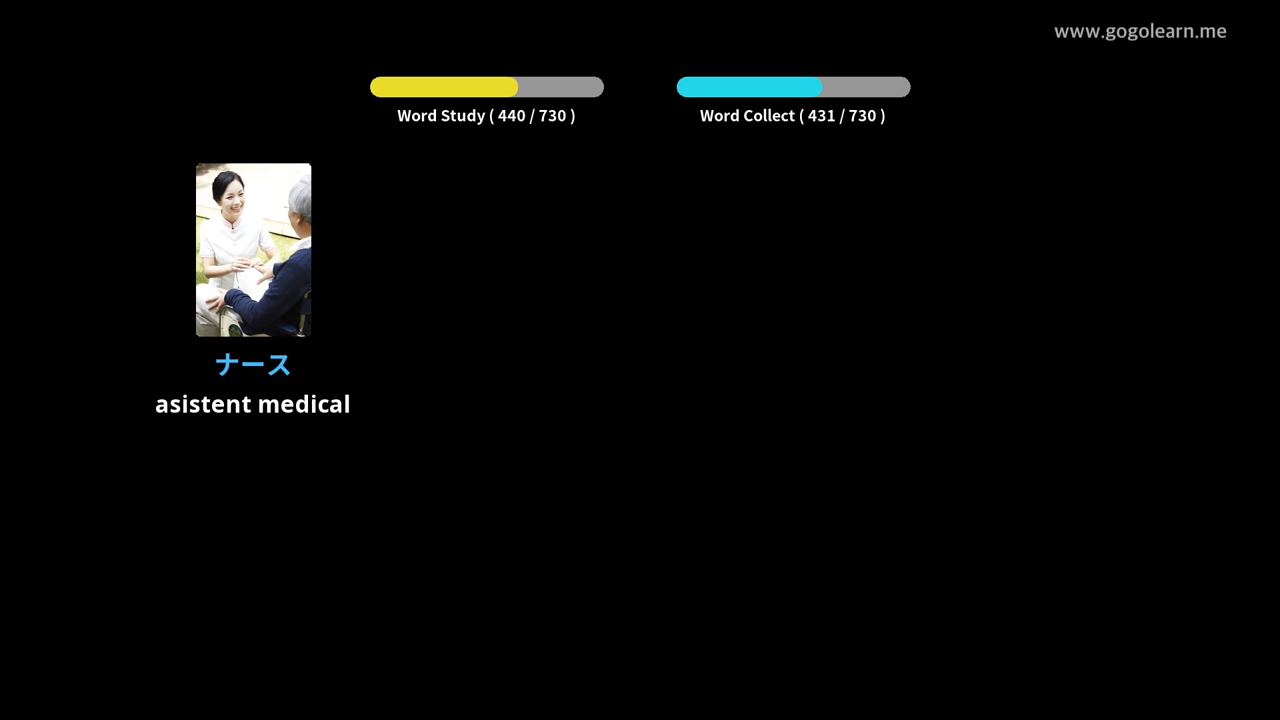 www.gogolearn.me
Word Study ( 440 / 730 )
Word Collect ( 431 / 730 )
ナース
asistent medical